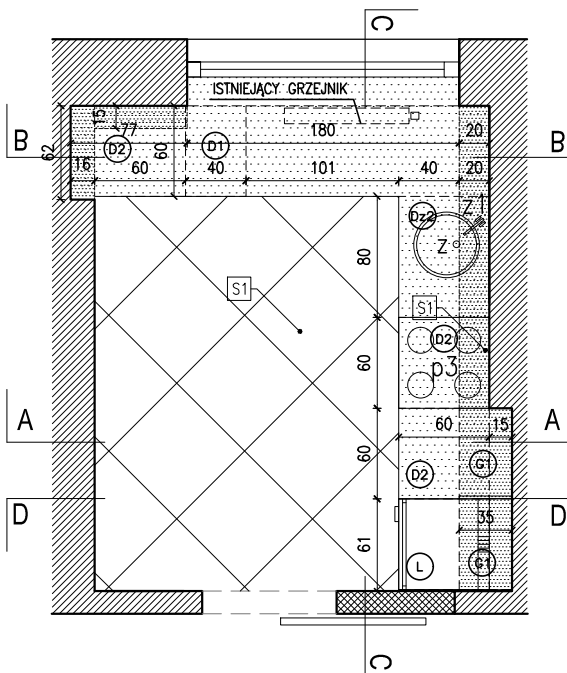 C
ISTNIEJĄCY GRZEJNIK
15
77
180
20
B
62
D2
60
D1
B
16
60
40
101
40
20
Dz2
Z1
Z
80
S1
S1
D2
60
p3
A
60
15
A
60
D2
G1
D
35
D
61
L
G1
C